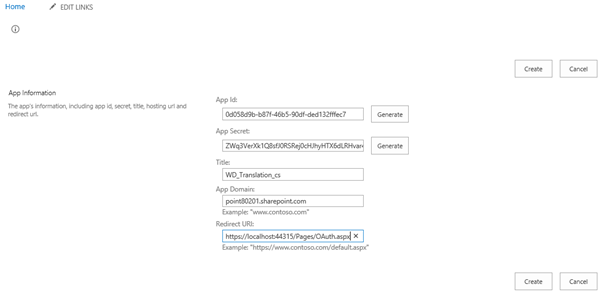 Home EDIT LINKS
Create Cancel
App Information
The app's information, including app id, secret, title, hosting url and
redirect url.
App Id:
0d058d9b-b87f-46b5-90df-ded132fffec7 Generate
App Secret:
Generate
Title:
WD_Translation_cs
App Domain:
point80201.sharepoint.com
Example: "www.contoso.com"
Redirect URI:
https://localhost:44315/Pages/OAuth.aspx
Example: "https://www.contoso.com/default.aspx"
Create Cancel